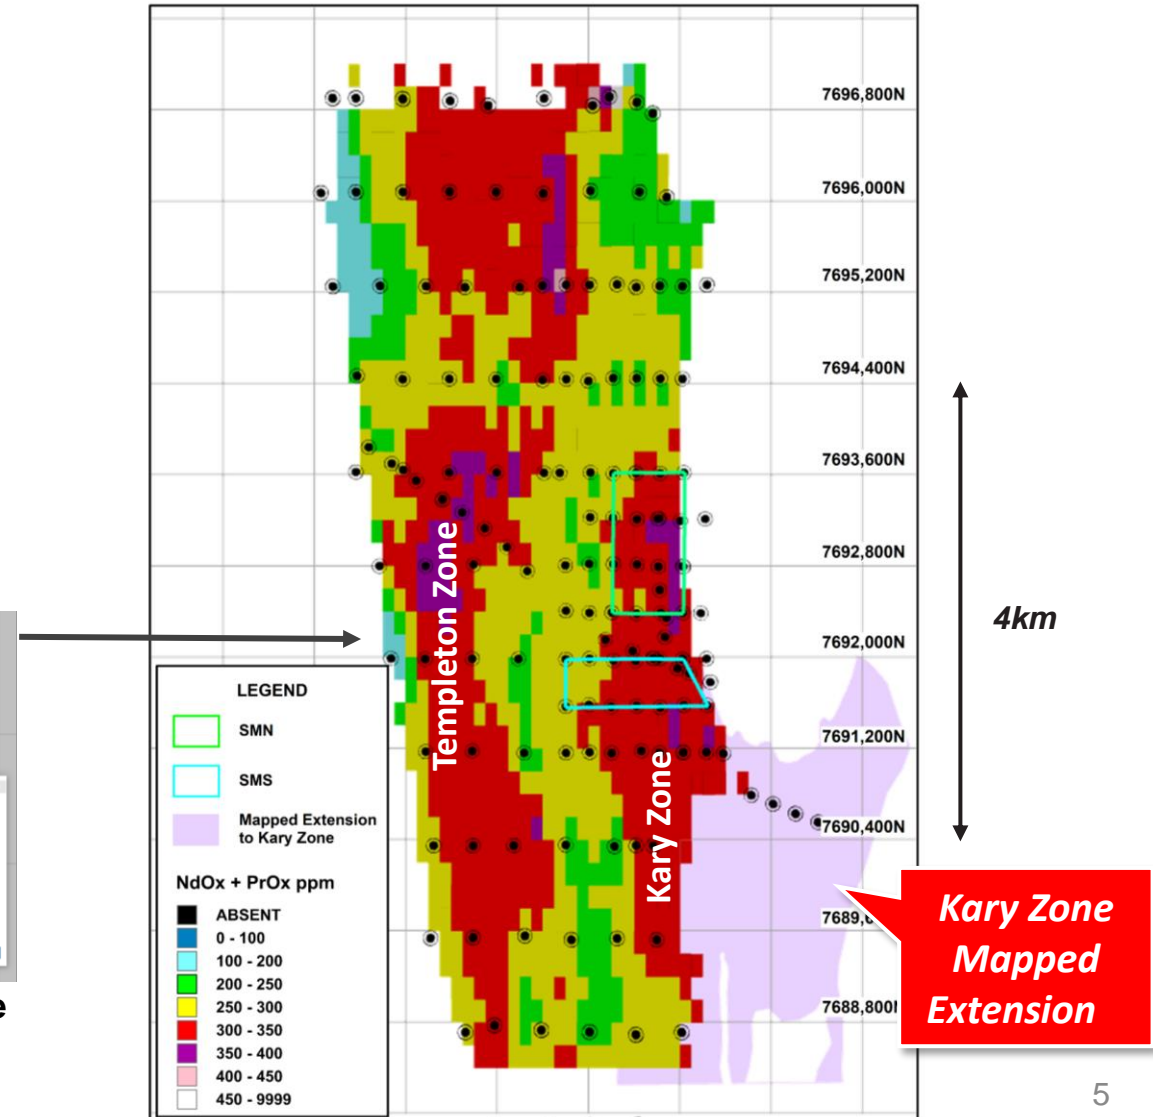 7696,800N
7696,000N
7695,200N
7694,400N
7693,600N
7692,800N
7692,000N
7691,200N
7690,400N
7688,800N
4km
Templeton Zone
Kary Zone
LEGEND
SMN
SMS
Mapped Extension
to Kary Zone
NdOx + PrOx ppm
ABSENT
0 - 100
100 - 200
200 - 250
250 - 300
300 - 350
350 - 400
400 - 450
450 - 9999
Kary Zone
Mapped
Extension
5